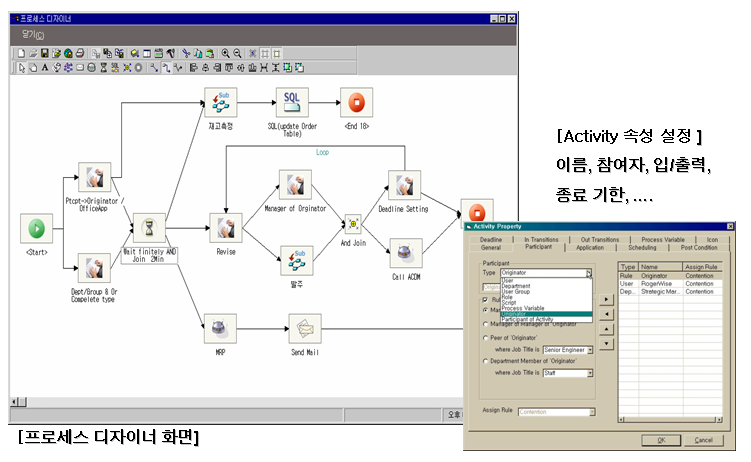 프로세스 디자이너
닫기(C)
재고측정
SQL(update Order
Table)
<End 18>
Loop
Ptcpt->Originator /
OfficeApp
Manager of Orginator
Deadline Setting
<Start>
Wait finitely AND
Join 2Min
Revise
And Join
발주
Call ACDM
Dept/Group & Or
Compelete type
MRP
Send Mail
오후
[프로세스 디자이너 화면]
[Activity 속성 설정 ]
이름, 참여자, 입/출력,
종료 기한, ....
Activity Property
Deadline In Transitions Out Transitions Process Variable Icon
General Participant Application Scheduling Post Condition
Participant
Type Originator
User
Department
User Group
Role
Script
Process Variable
Originator
Participant of Activity
Manager of Manager of 'Originator'
Peer of 'Originator'
where Job Title is Senior Engineer
Department Member of 'Originator'
where Job Title is Staff
Assign Rule Contention
Type Name Assign Rule
Rule Originator Contention
User RogerWise Contention
Dep... Strategic Mar... Contention
OK Cancel